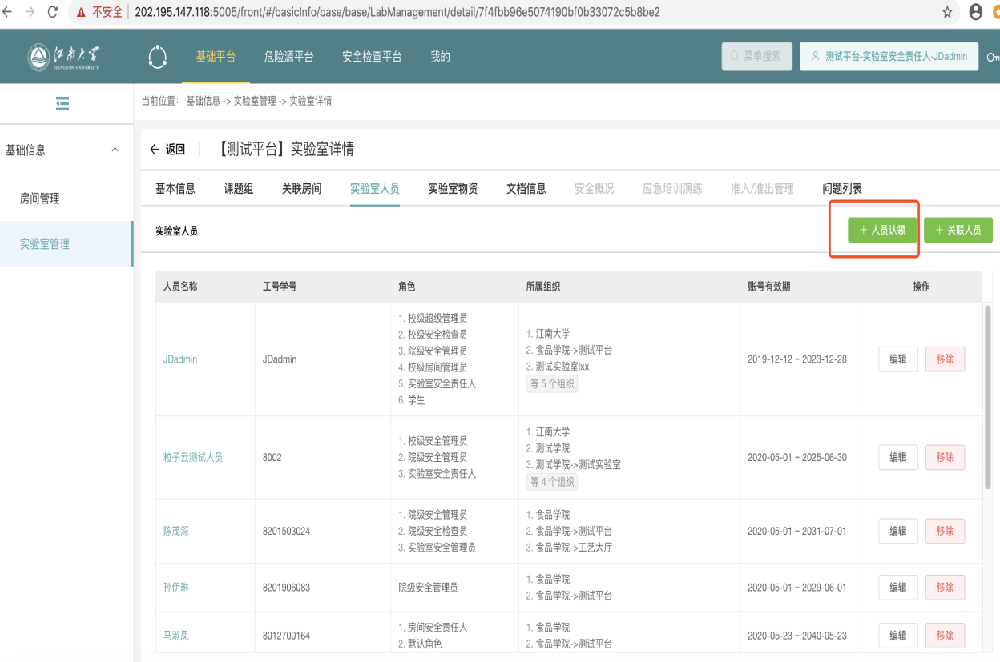 不安全 202.195.147.118:5005/front/#/basicInfo/base/base/LabManagement/detail/7f4fbb96e5074190bf0b33072c5b8be2
江南大学 JIANGNAN UNIVERSITY 基础平台 危险源平台 安全检查平台 我的 菜单搜索 测试平台-实验室安全责任人-JDadmin
当前位置: 基础信息 -> 实验室管理 -> 实验室详情
基础信息
房间管理
实验室管理
返回 【测试平台】实验室详情
基本信息 课题组 关联房间 实验室人员 实验室物资 文档信息 安全概况 应急培训演练 准入/准出管理 问题列表
实验室人员 + 人员认领 + 关联人员
人员名称 工号学号 角色 所属组织 账号有效期 操作
JDadmin JDadmin
1. 校级超级管理员
2. 校级安全检查员
3. 院级安全管理员
4. 校级房间管理员
5. 实验室安全责任人
6. 学生
1. 江南大学
2. 食品学院->测试平台
3. 测试实验室lxx
等 5 个组织
2019-12-12 ~ 2023-12-28 编辑 移除
粒子云测试人员 8002
1. 校级安全管理员
2. 院级安全管理员
3. 实验室安全责任人
1. 江南大学
2. 测试学院
3. 测试学院->测试实验室
等 4 个组织
2020-05-01 ~ 2025-06-30 编辑 移除
陈茂深 8201503024
1. 院级安全管理员
2. 院级安全检查员
3. 实验室安全管理员
1. 食品学院
2. 食品学院->测试平台
3. 食品学院->工艺大厅
2020-05-01 ~ 2031-07-01 编辑 移除
孙伊琳 8201906083 院级安全管理员
1. 食品学院
2. 食品学院->测试平台
2020-05-01 ~ 2029-06-01 编辑 移除
马淑凤 8012700164
1. 房间安全责任人
2. 默认角色
1. 食品学院
2. 食品学院->测试平台
2020-05-23 ~ 2040-05-23 编辑 移除